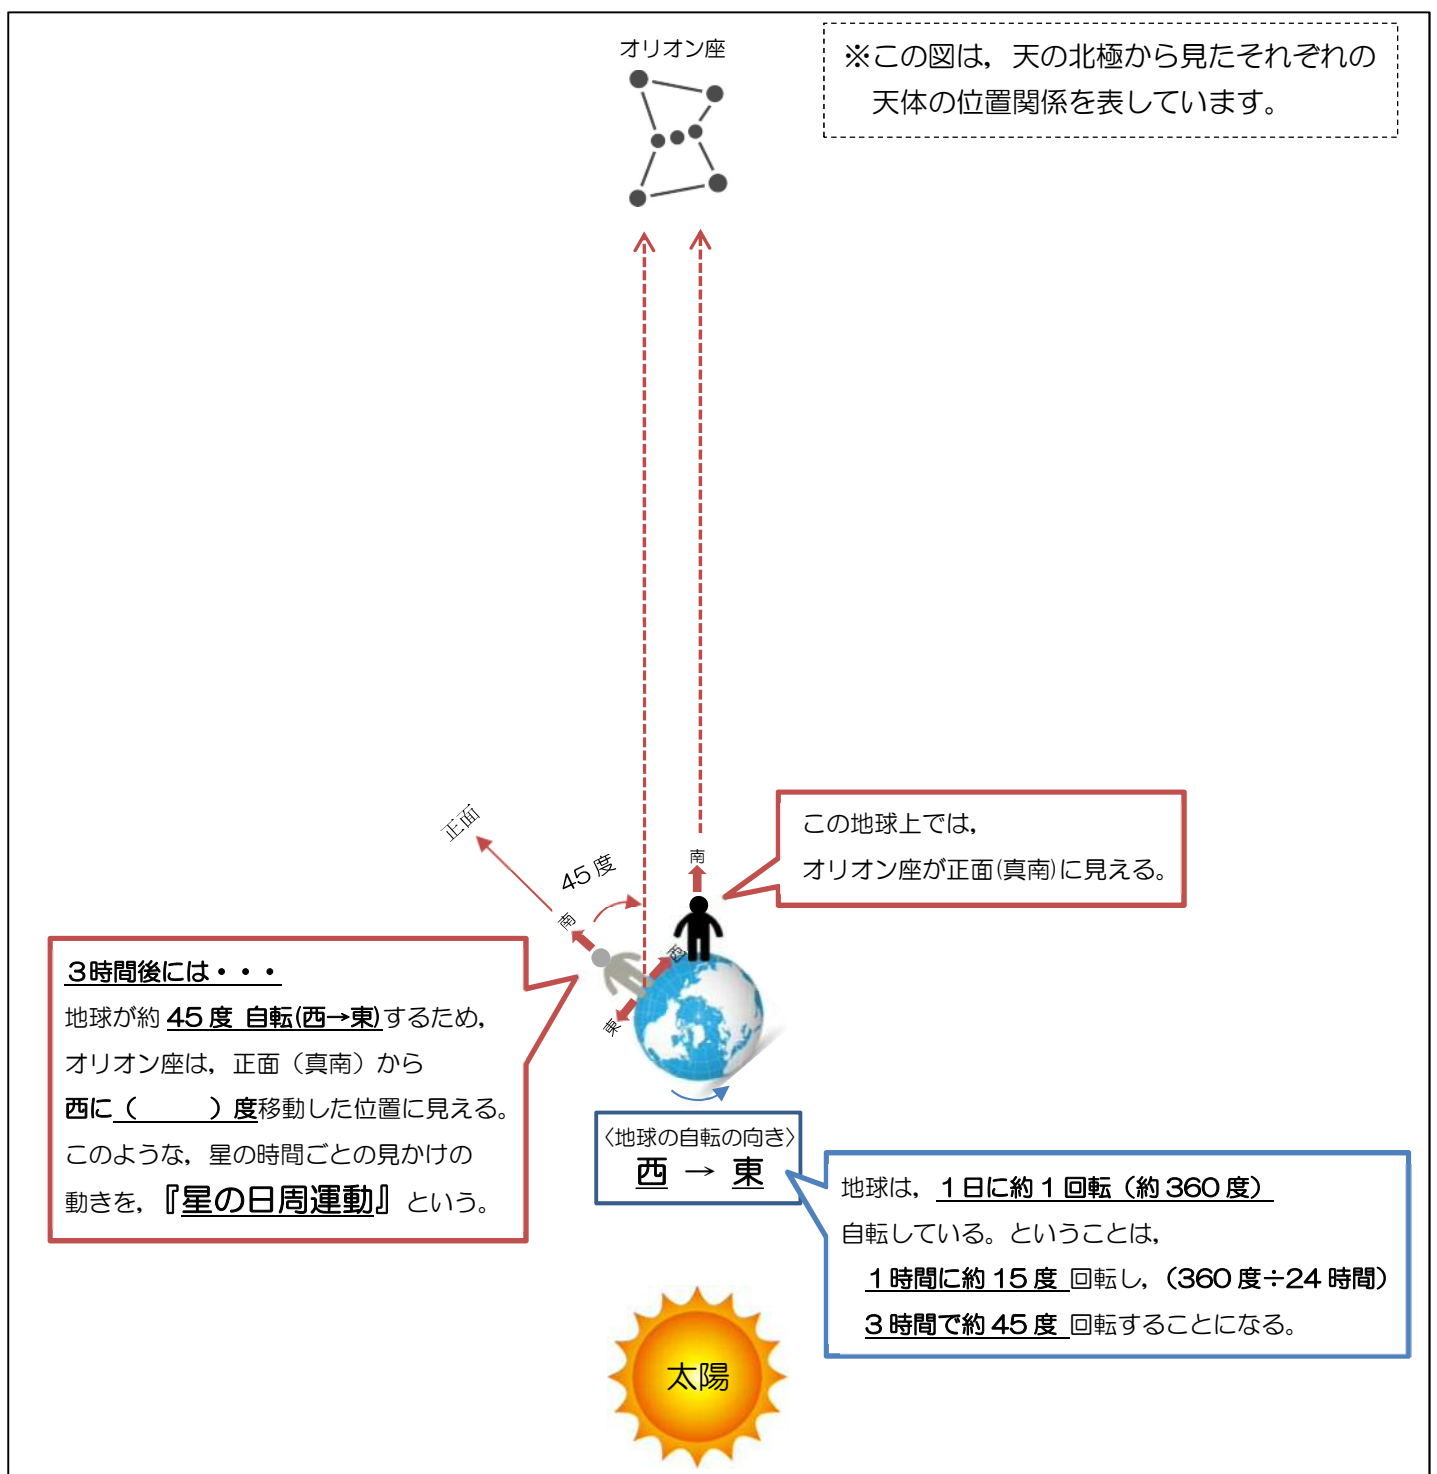 オリオン座
※この図は，天の北極から見たそれぞれの
天体の位置関係を表しています。
正面
45度
南
南
西
東
この地球上では，
オリオン座が正面(真南)に見える。
３時間後には・・・
地球が約 45度 自転(西→東)するため，
オリオン座は，正面（真南）から
西に（　　　）度移動した位置に見える。
このような，星の時間ごとの見かけの
動きを，『星の日周運動』という。
〈地球の自転の向き〉
西 → 東
地球は，１日に約１回転（約360度）
自転している。ということは，
１時間に約15度 回転し，（360度÷24時間）
３時間で約45度 回転することになる。
太陽